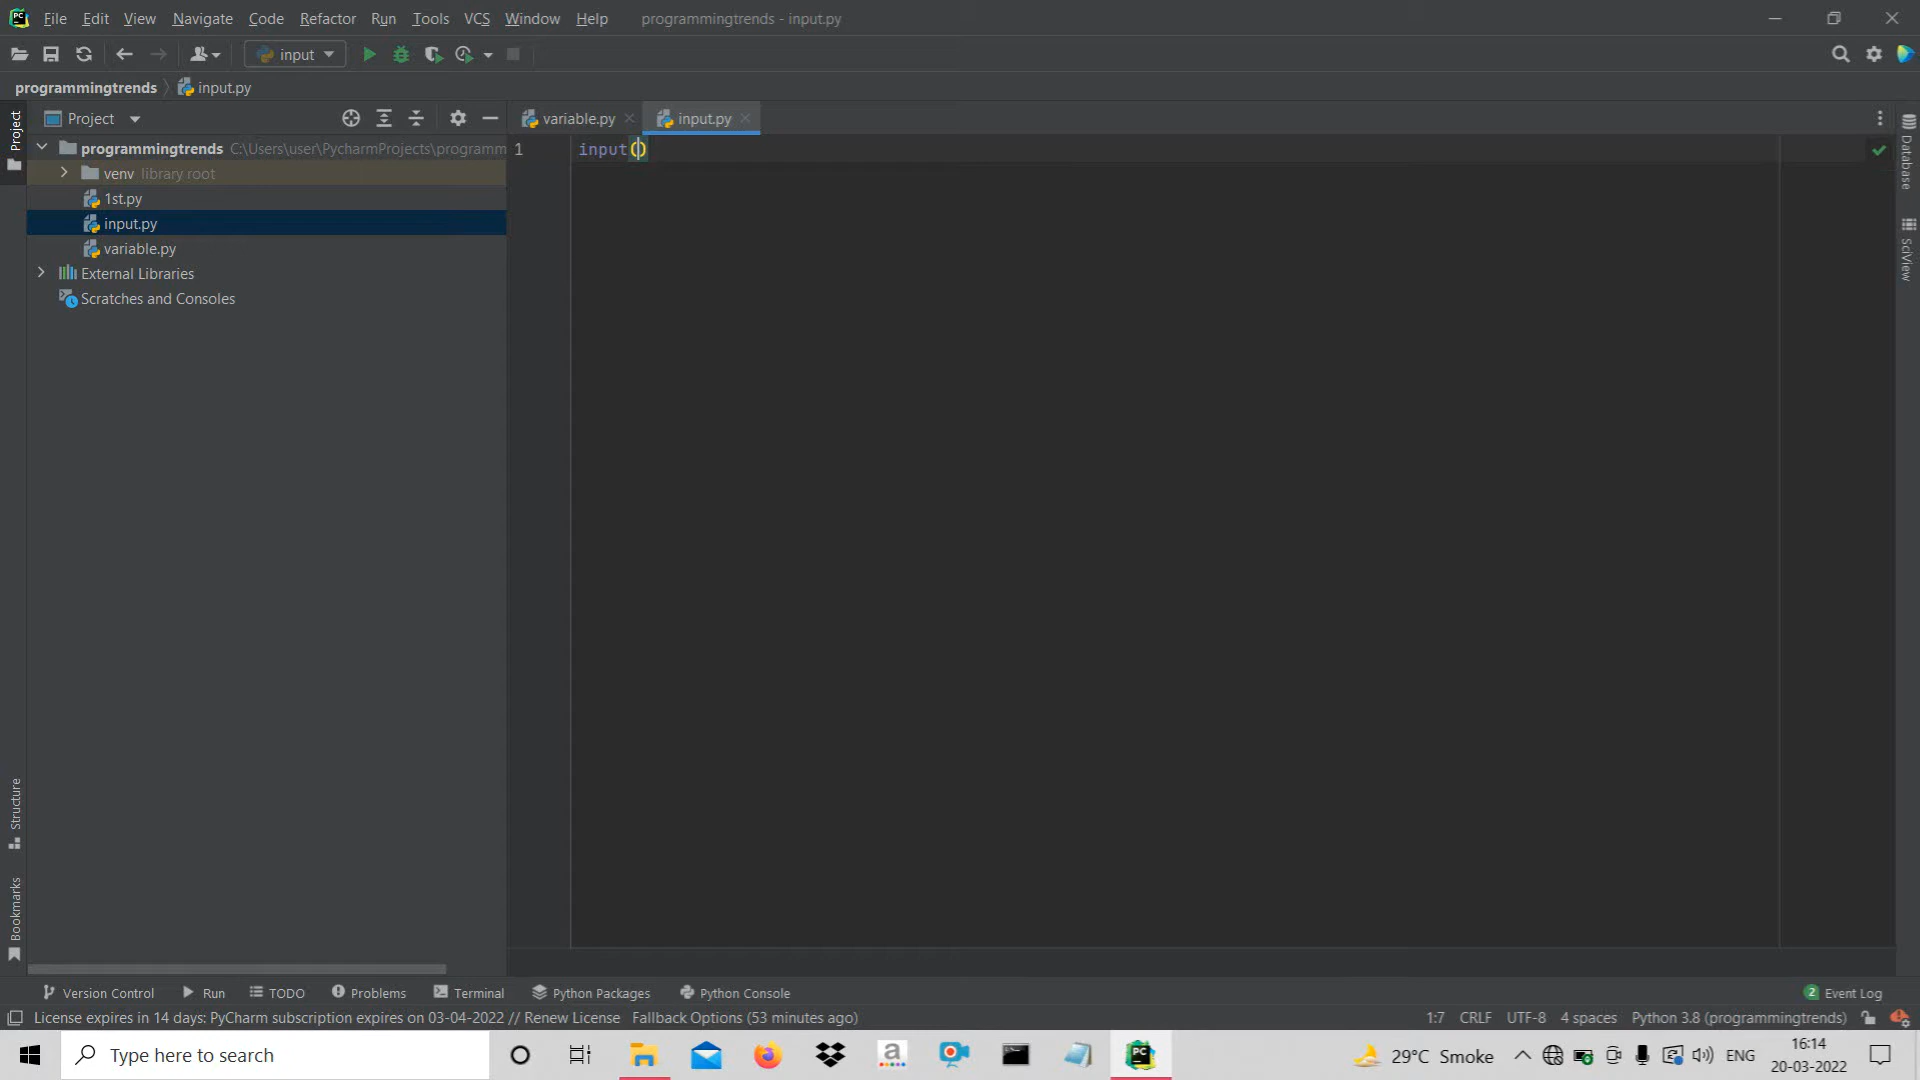 File Edit View Navigate Code Refactor Run Tools VCS Window Help programmingtrends - input.py
input
programmingtrends input.py
Project
Project
variable.py
input.py
programmingtrends C:\Users\user\PycharmProjects\programm
venv library root
1st.py
input.py
variable.py
External Libraries
Scratches and Consoles
1 input()
Database
SciView
Structure
Bookmarks
Version Control Run TODO Problems Terminal Python Packages Python Console 2 Event Log
License expires in 14 days: PyCharm subscription expires on 03-04-2022 // Renew License Fallback Options (53 minutes ago) 1:7 CRLF UTF-8 4 spaces Python 3.8 (programmingtrends)
Type here to search a PC 29°C Smoke ENG 16:14
20-03-2022